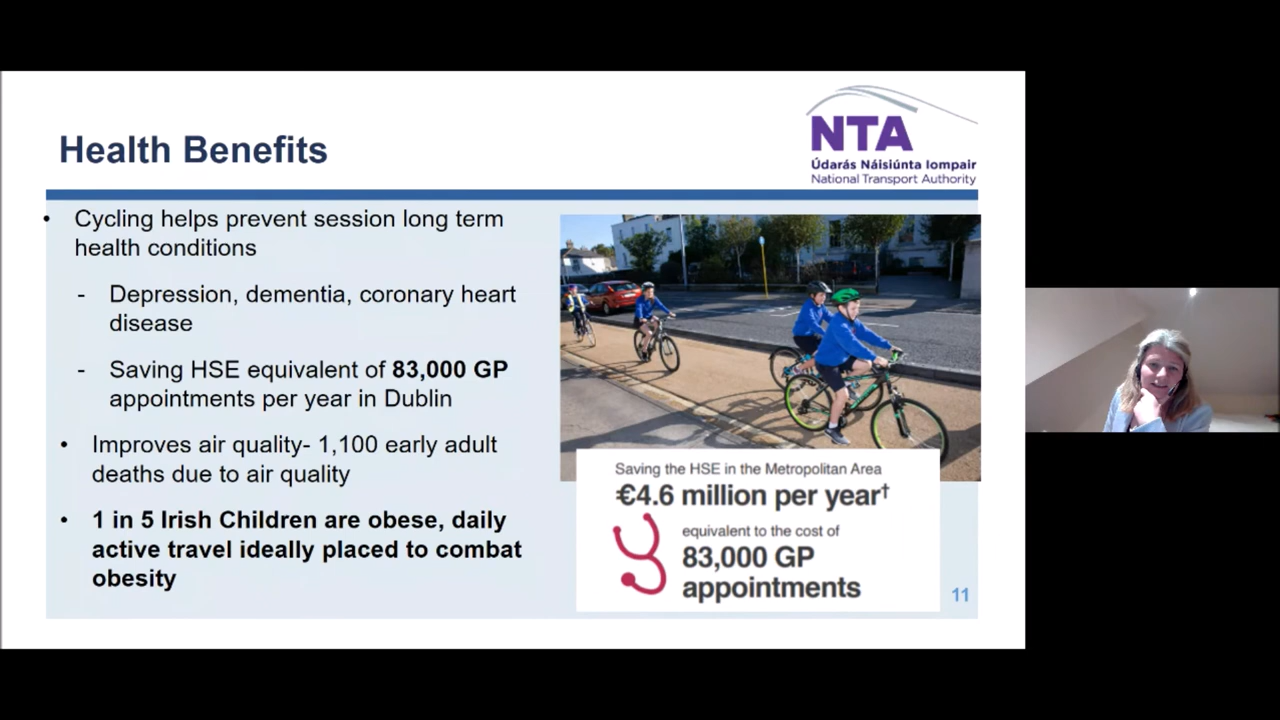 Health Benefits
NTA
Údarás Náisiúnta Iompair
National Transport Authority
• Cycling helps prevent session long term
health conditions
- Depression, dementia, coronary heart
disease
- Saving HSE equivalent of 83,000 GP
appointments per year in Dublin
• Improves air quality- 1,100 early adult
deaths due to air quality
• 1 in 5 Irish Children are obese, daily
active travel ideally placed to combat
obesity
Saving the HSE in the Metropolitan Area
€4.6 million per year†
equivalent to the cost of
83,000 GP
appointments
11